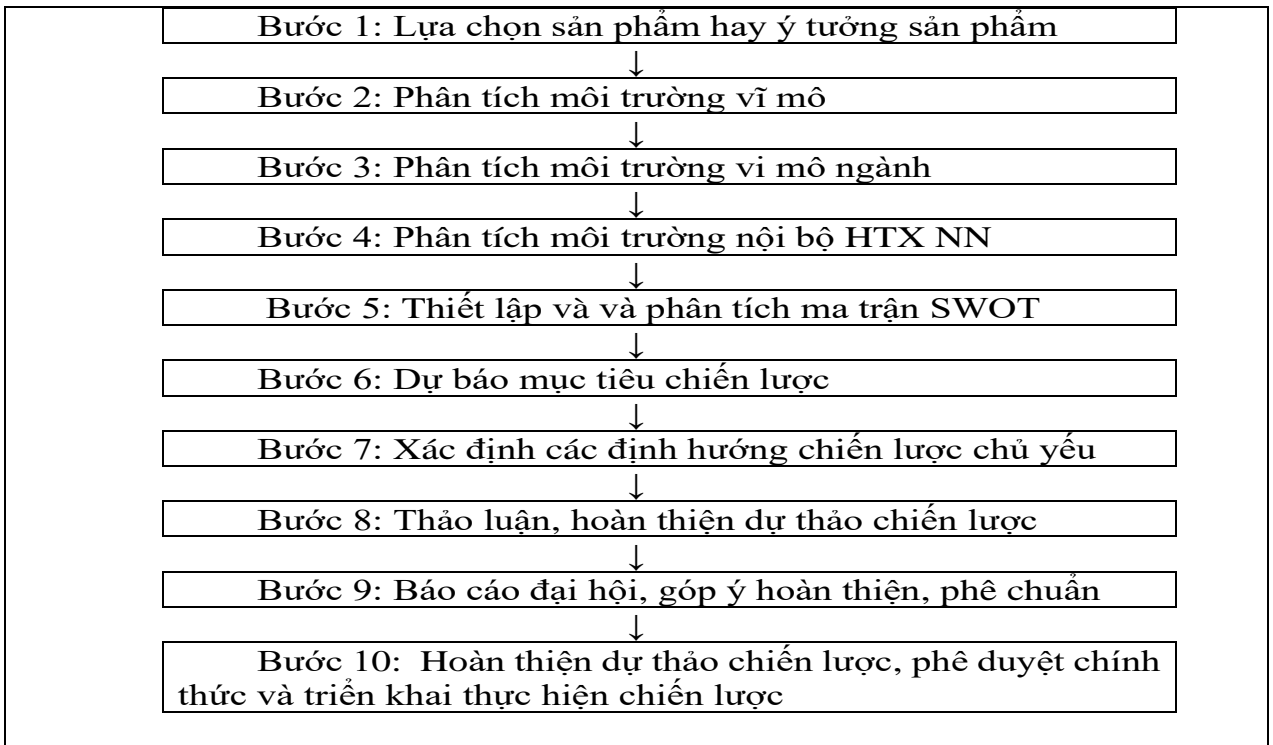 Bước 1: Lựa chọn sản phẩm hay ý tưởng sản phẩm
↓
Bước 2: Phân tích môi trường vĩ mô
↓
Bước 3: Phân tích môi trường vi mô ngành
↓
Bước 4: Phân tích môi trường nội bộ HTX NN
↓
Bước 5: Thiết lập và và phân tích ma trận SWOT
↓
Bước 6: Dự báo mục tiêu chiến lược
↓
Bước 7: Xác định các định hướng chiến lược chủ yếu
↓
Bước 8: Thảo luận, hoàn thiện dự thảo chiến lược
↓
Bước 9: Báo cáo đại hội, góp ý hoàn thiện, phê chuẩn
↓
Bước 10: Hoàn thiện dự thảo chiến lược, phê duyệt chính
thức và triển khai thực hiện chiến lược